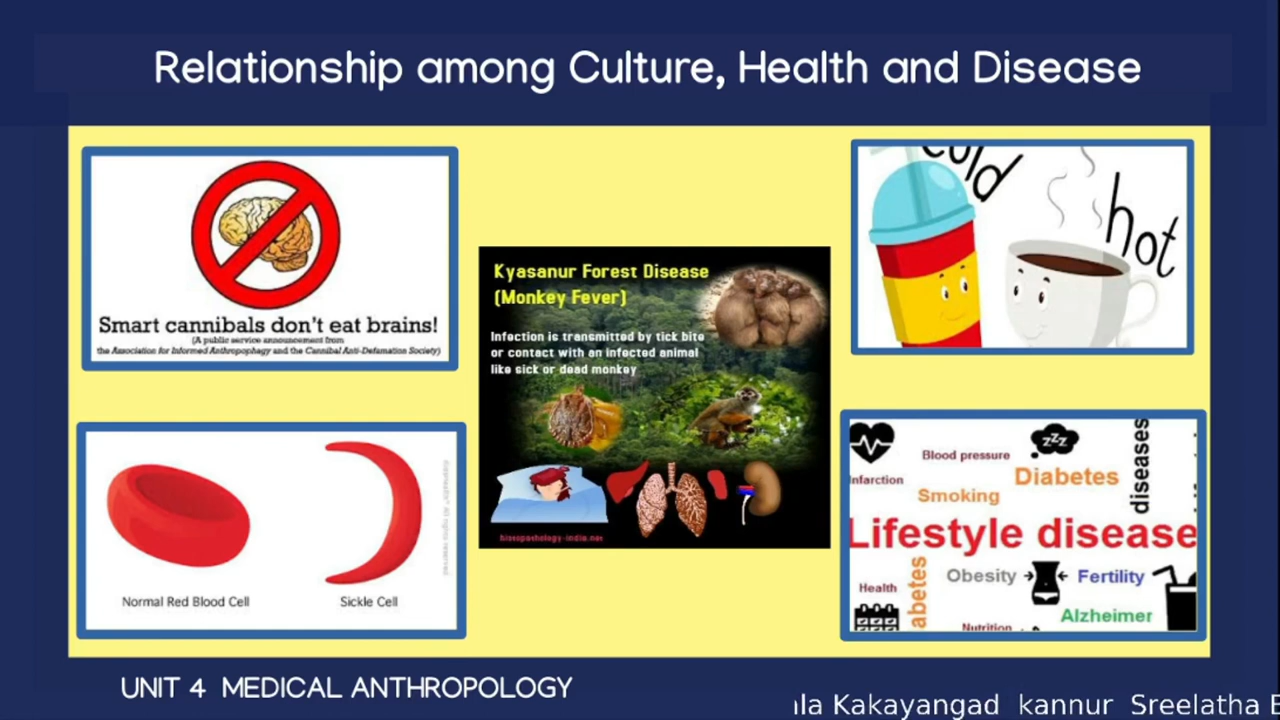 Relationship among Culture, Health and Disease
Smart cannibals don't eat brains!
(A public service announcement from
the Association for Informed Anthropophagy and the Cannibal Anti-Defamation Society)
cold
hot
Kyasanur Forest Disease
(Monkey Fever)
Infection is transmitted by tick bite
or contact with an infected animal
like sick or dead monkey
histopathology-india.net
Normal Red Blood Cell
Sickle Cell
zzz
Blood pressure
diseases
Infarction
Diabetes
Smoking
Lifestyle disease
abetes
Obesity
Fertility
Health
Alzheimer
Nutrition
UNIT 4 MEDICAL ANTHROPOLOGY
Kakayangad kannur Sreelatha